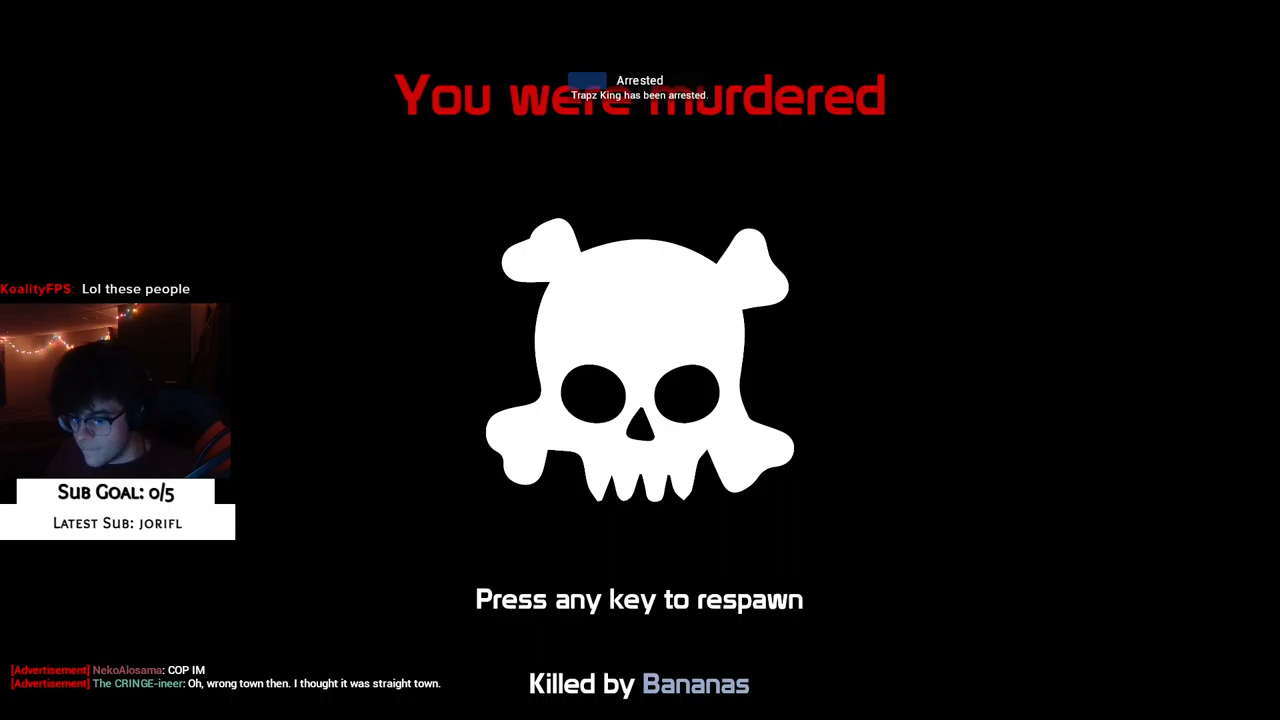 You were murdered
Arrested
Trapz King has been arrested.
KoalityFPS: Lol these people
Sub Goal: 0/5
Latest Sub: jorifl
Press any key to respawn
[Advertisement] NekoAlosama: COP IM
[Advertisement] The CRINGE-ineer: Oh, wrong town then. I thought it was straight town.
Killed by Bananas